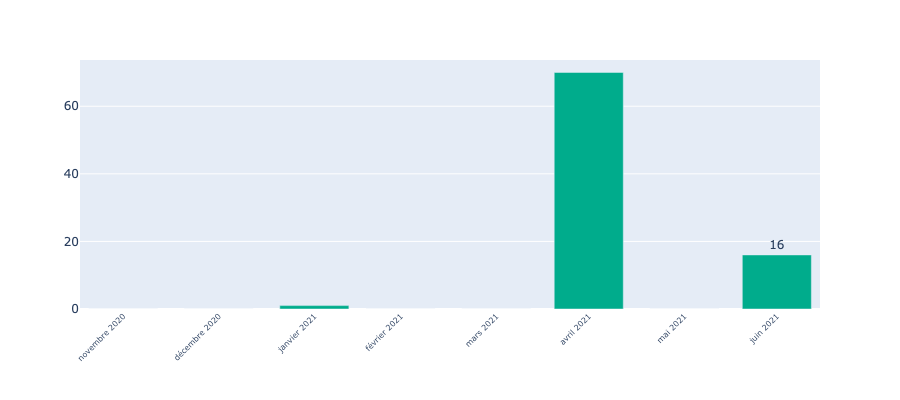 60
40
20
0
16
novembre 2020
décembre 2020
janvier 2021
février 2021
mars 2021
avril 2021
mai 2021
juin 2021